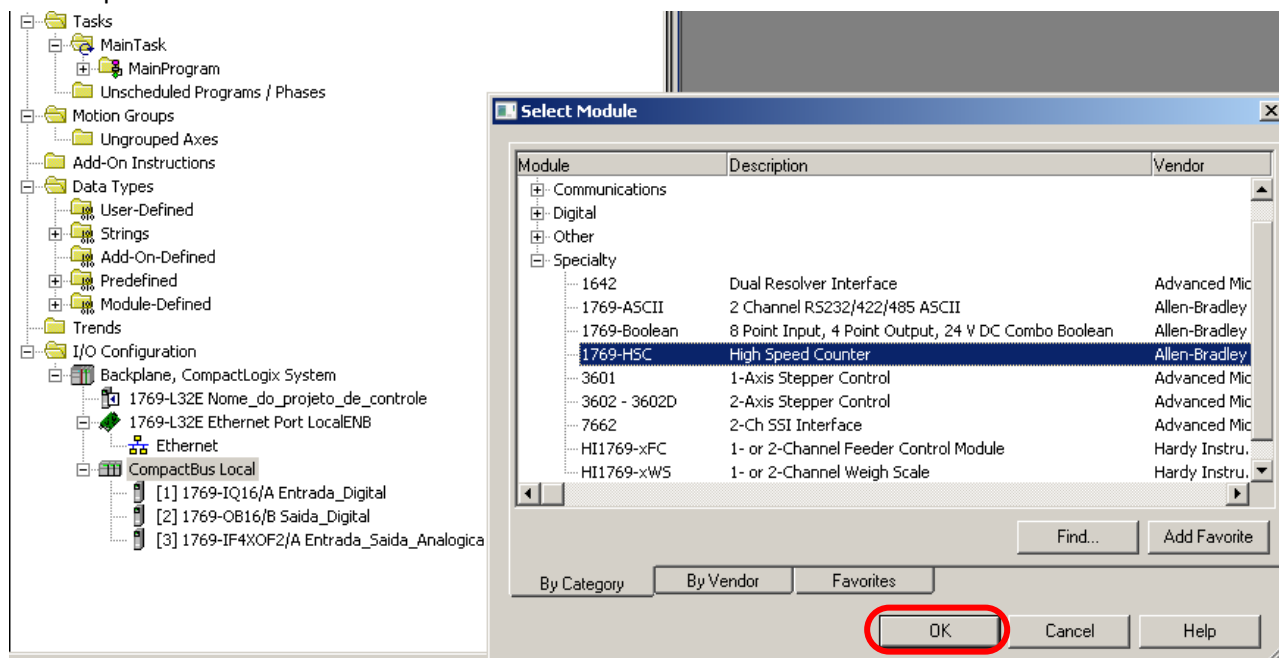 Tasks
MainTask
MainProgram
Unscheduled Programs / Phases
Motion Groups
Ungrouped Axes
Add-On Instructions
Data Types
User-Defined
Strings
Add-On-Defined
Predefined
Module-Defined
Trends
I/O Configuration
Backplane, CompactLogix System
1769-L32E Nome_do_projeto_de_controle
1769-L32E Ethernet Port LocalENB
Ethernet
CompactBus Local
[1] 1769-IQ16/A Entrada_Digital
[2] 1769-OB16/B Saida_Digital
[3] 1769-IF4XOF2/A Entrada_Saida_Analogica
Select Module
Module Description Vendor
Communications
Digital
Other
Specialty
1642 Dual Resolver Interface Advanced Mic
1769-ASCII 2 Channel RS232/422/485 ASCII Allen-Bradley
1769-Boolean 8 Point Input, 4 Point Output, 24 V DC Combo Boolean Allen-Bradley
1769-HSC High Speed Counter Allen-Bradley
3601 1-Axis Stepper Control Advanced Mic
3602 - 3602D 2-Axis Stepper Control Advanced Mic
7662 2-Ch SSI Interface Advanced Mic
HI1769-xFC 1- or 2-Channel Feeder Control Module Hardy Instru.
HI1769-xWS 1- or 2-Channel Weigh Scale Hardy Instru.
Find... Add Favorite
By Category By Vendor Favorites
OK Cancel Help